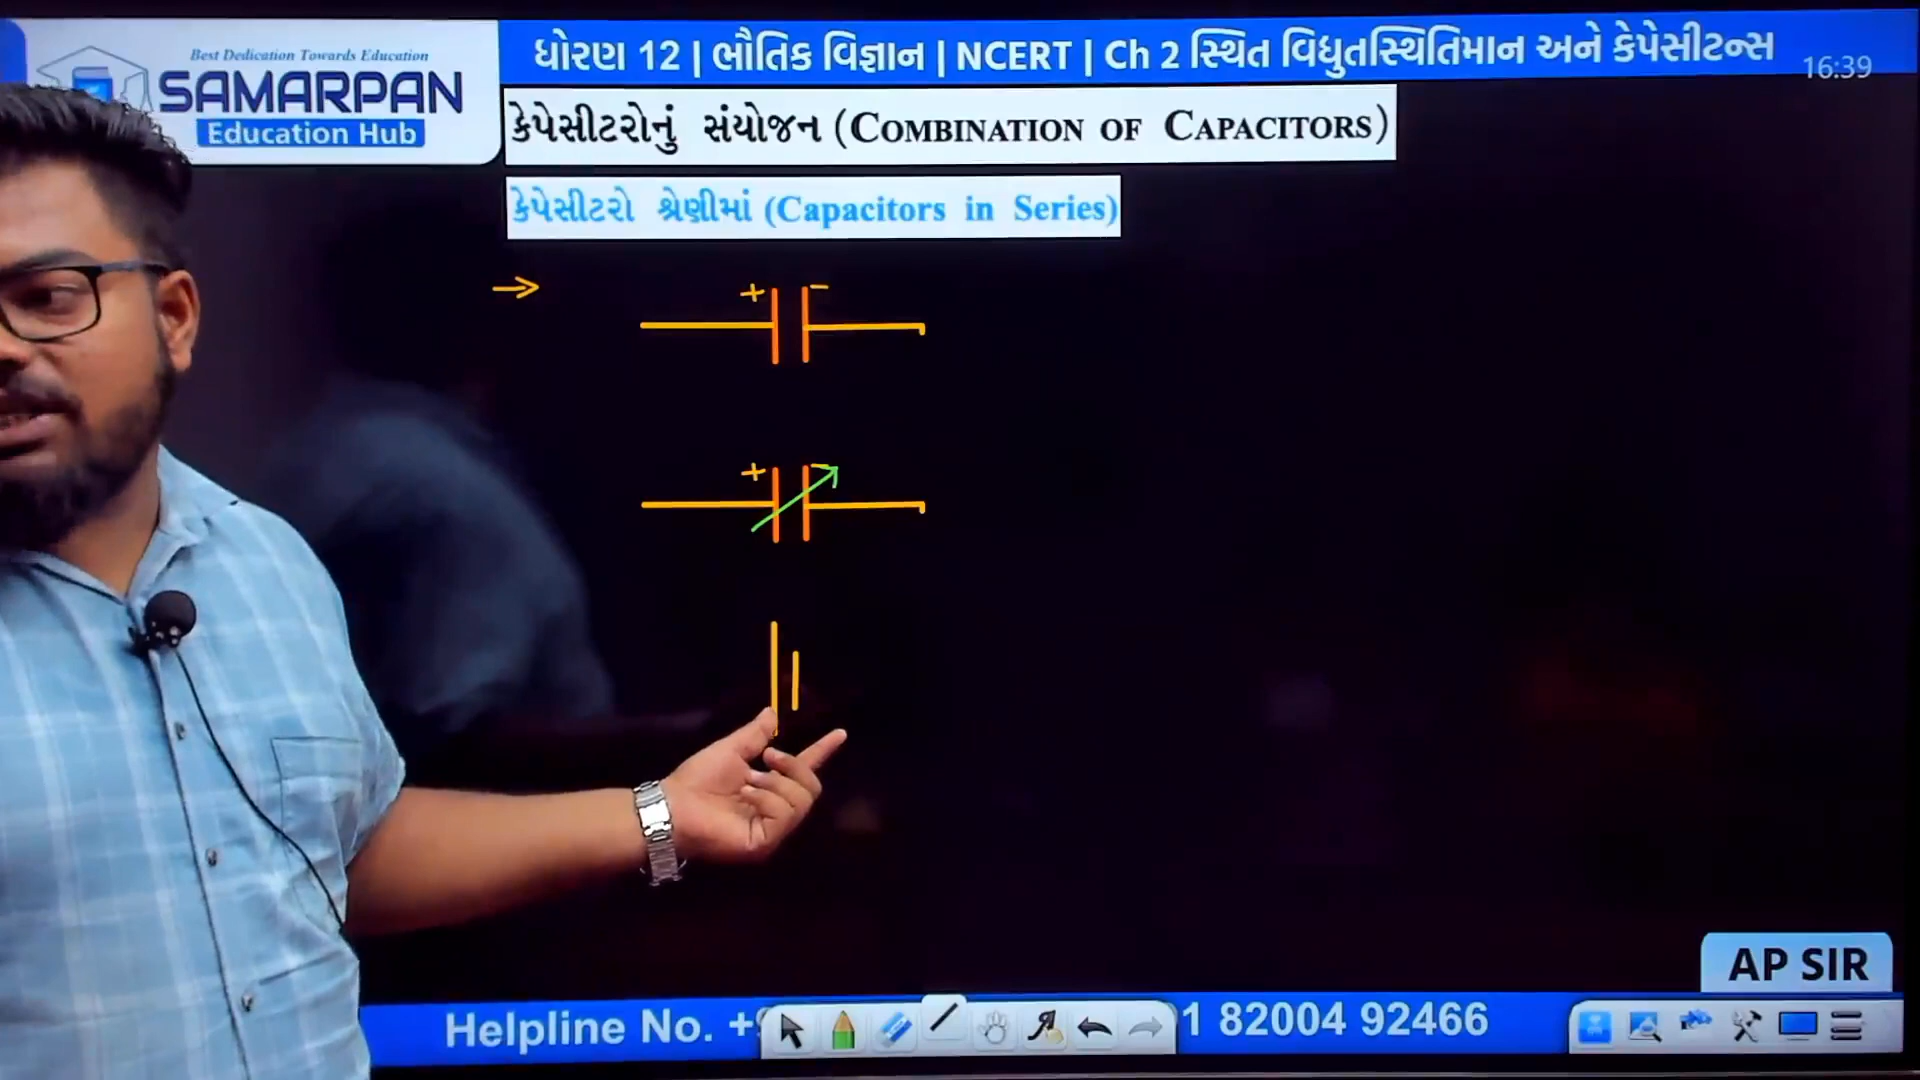 Best Dedication Towards Education
SAMARPAN
Education Hub
ધોરણ 12 | ભૌતિક વિજ્ઞાન | NCERT | Ch 2 સ્થિત વિદ્યુતસ્થિતિમાન અને કેપેસીટન્સ
16:39
કેપેસીટરોનું સંયોજન (COMBINATION OF CAPACITORS)
કેપેસીટરો શ્રેણીમાં (Capacitors in Series)
+ -
+ -
AP SIR
Helpline No. +9
1 82004 92466